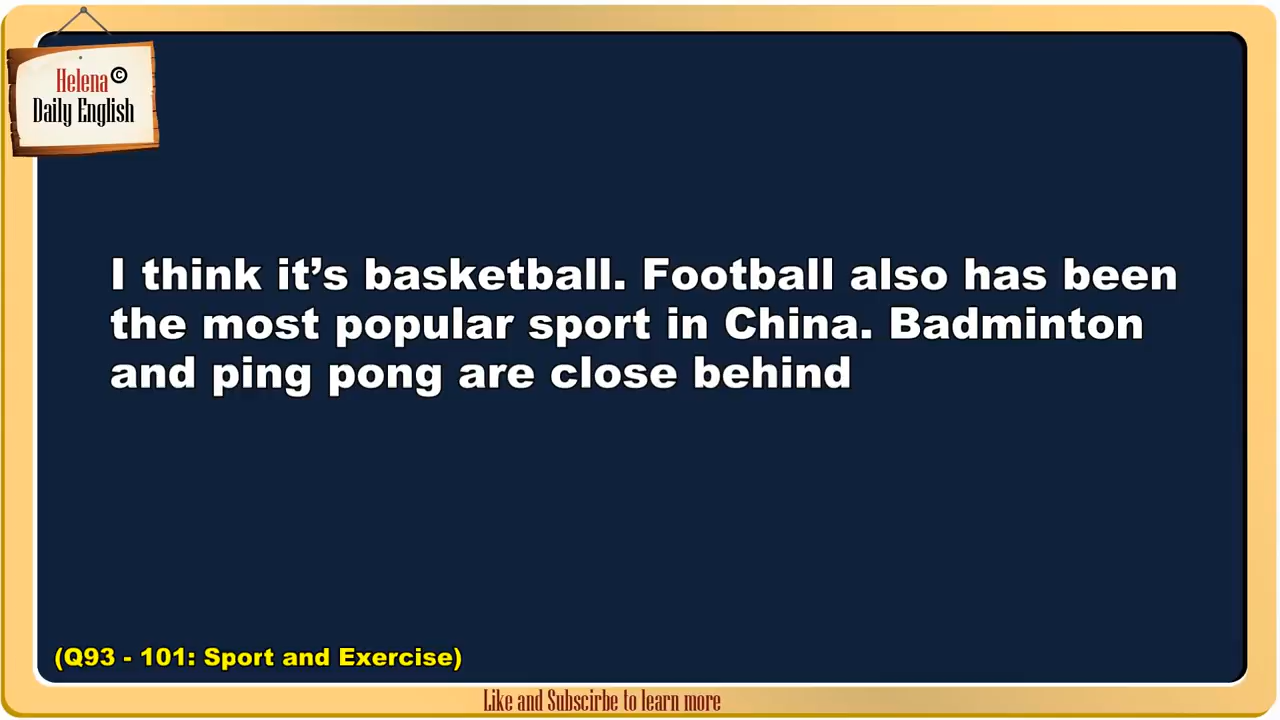 Helena ©
Daily English
I think it’s basketball. Football also has been
the most popular sport in China. Badminton
and ping pong are close behind
(Q93 - 101: Sport and Exercise)
Like and Subscirbe to learn more